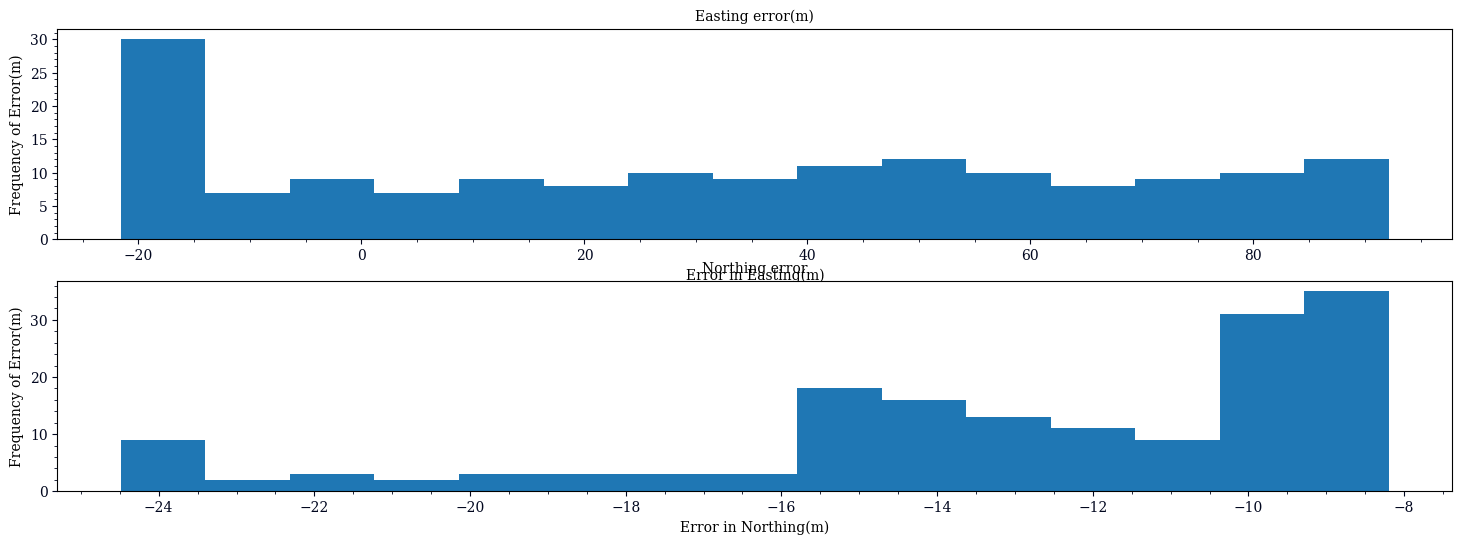 Easting error(m)
Frequency of Error(m)
30
25
20
15
10
5
0
−20 0 20 40 60 80
Error in Easting(m)
Northing error
Frequency of Error(m)
30
20
10
0
−24 −22 −20 −18 −16 −14 −12 −10 −8
Error in Northing(m)